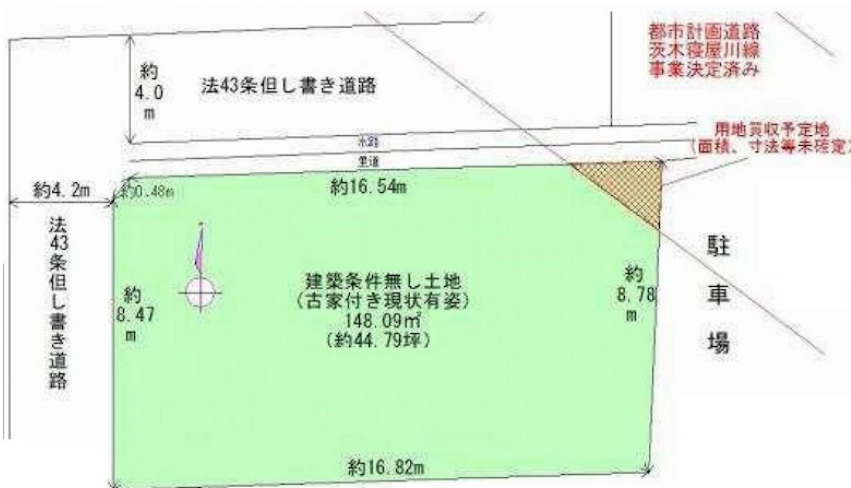 都市計画道路
茨木寝屋川線
事業決定済み
約
4.0
m
法43条但し書き道路
水路
里道
用地買収予定地
(面積、寸法等未確定)
約4.2m
約0.48m
約16.54m
法43条但し書き道路
約
8.47
m
建築条件無し土地
(古家付き現状有姿)
148.09㎡
(約44.79坪)
約
8.78
m
駐車場
約16.82m